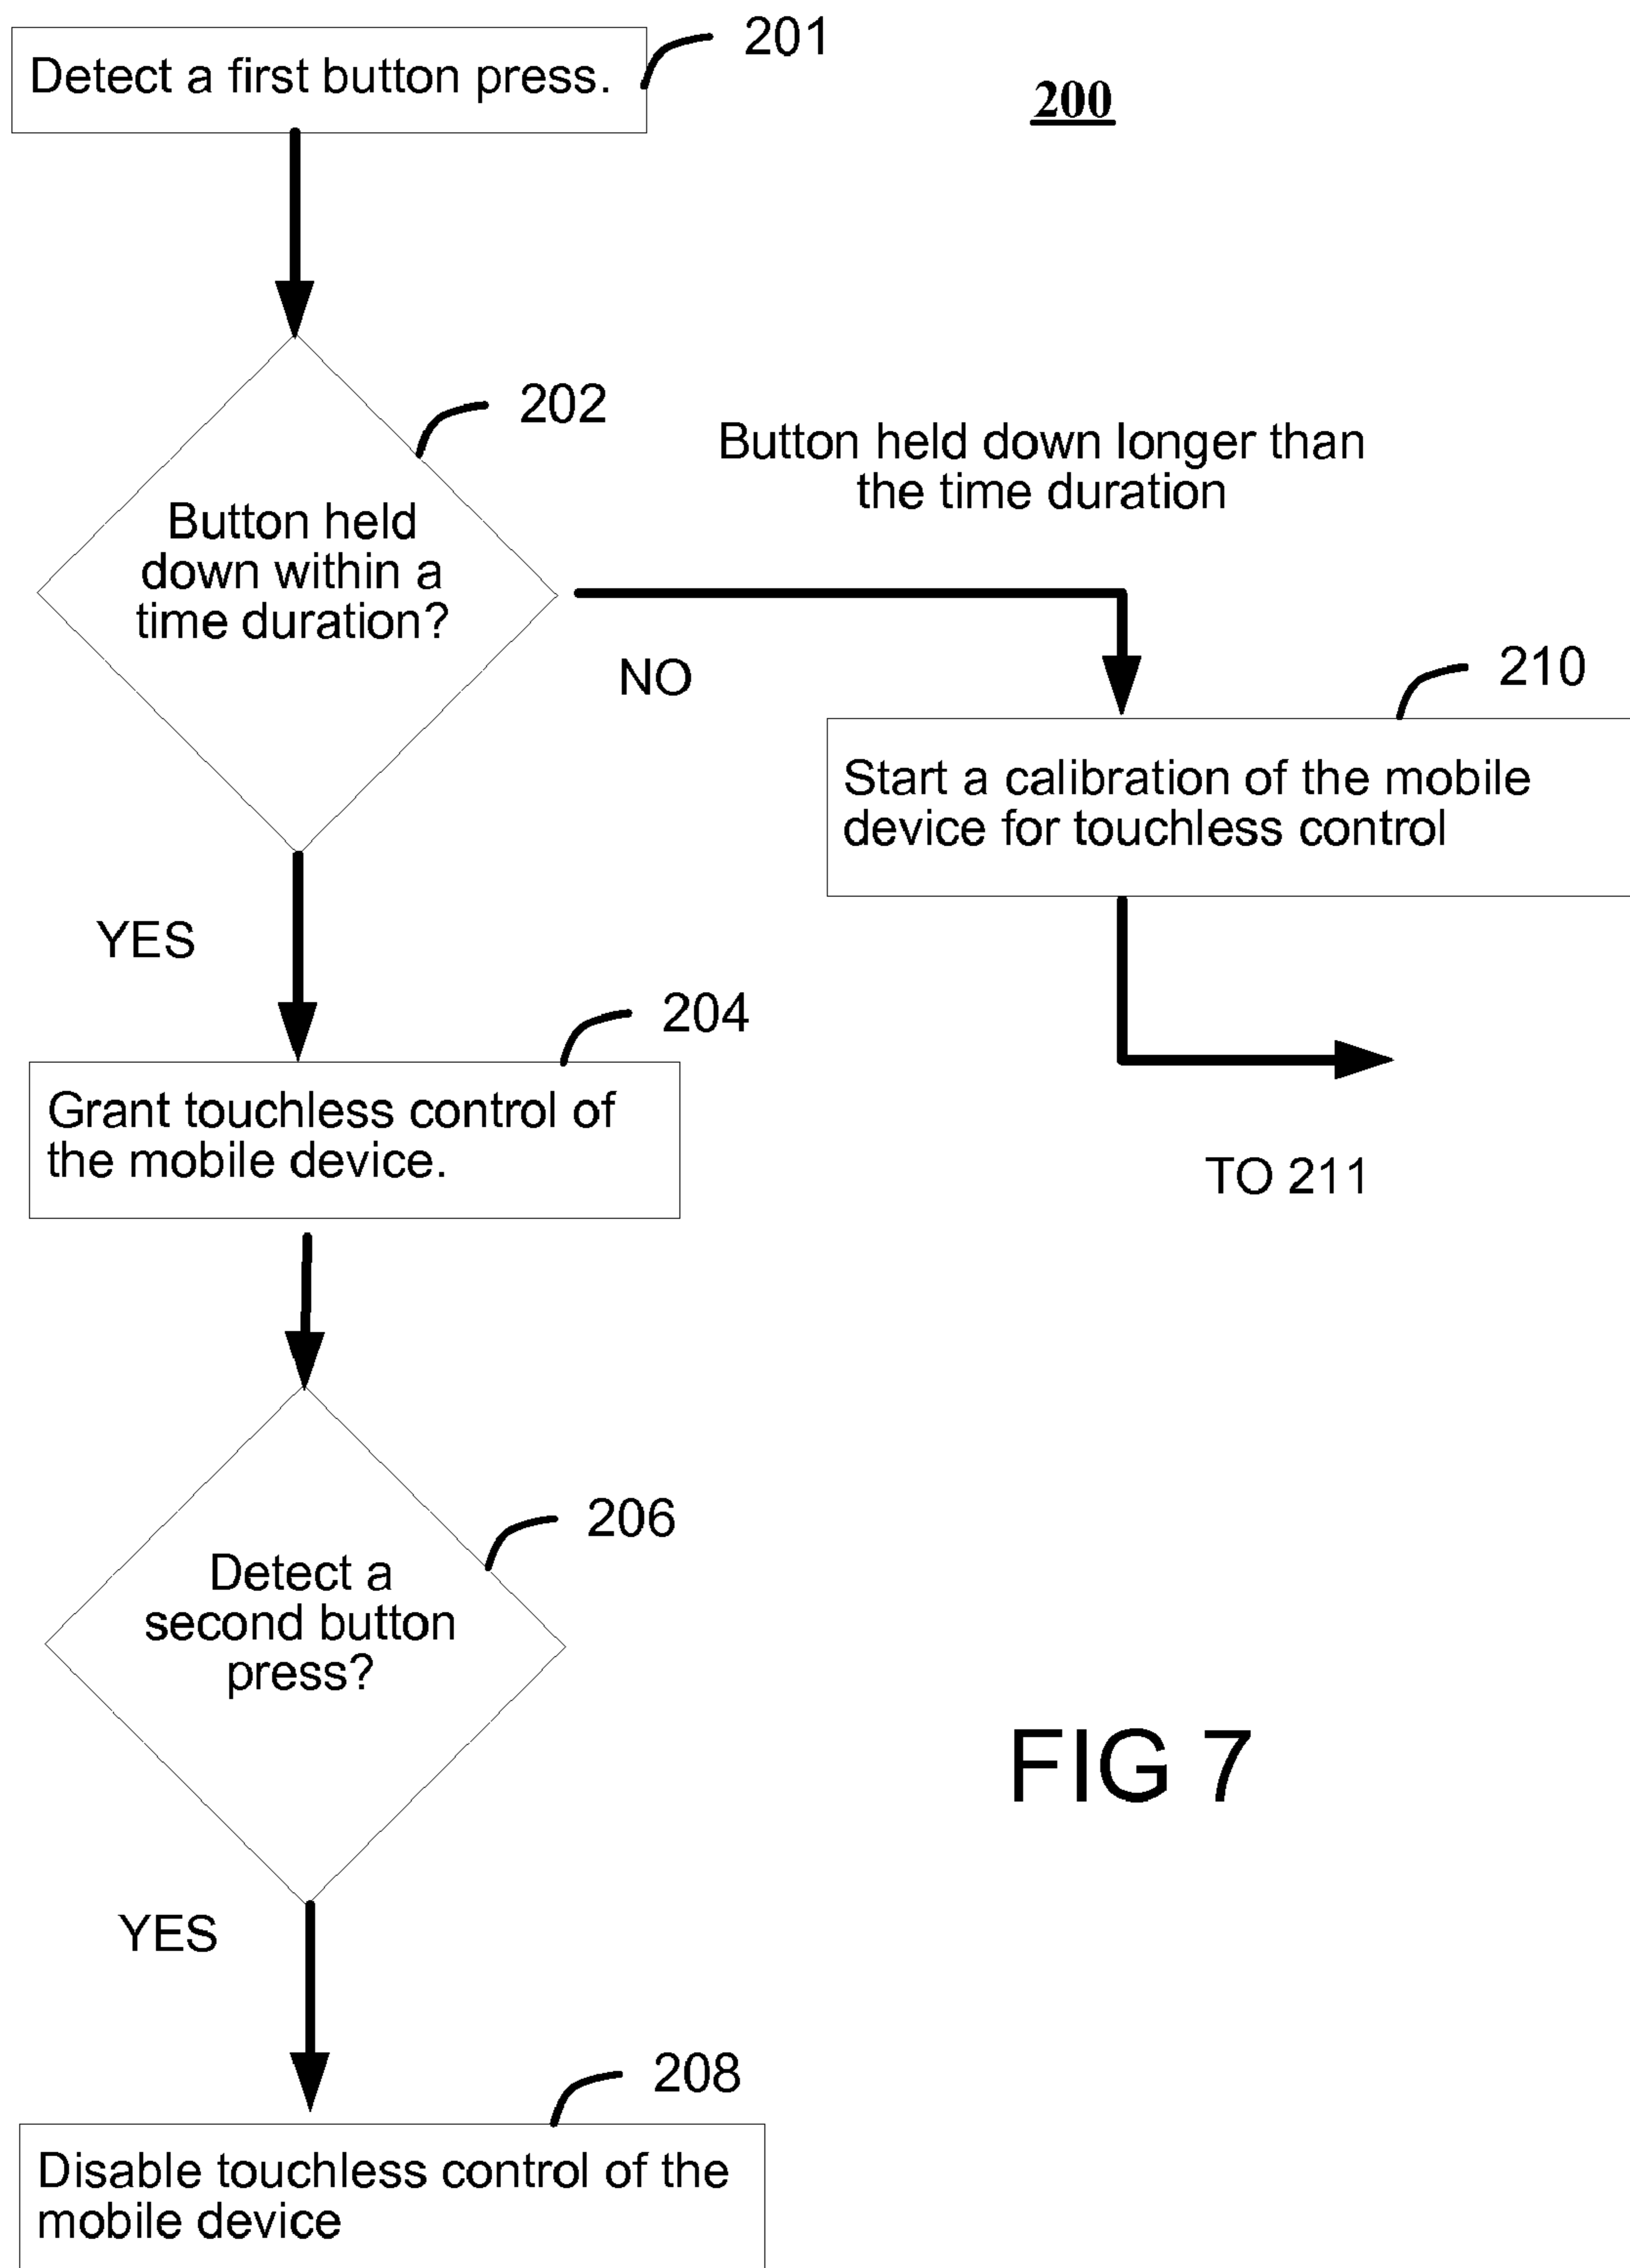 201
Detect a first button press.
200
202
Button held down longer than
the time duration
Button held
down within a
time duration?
NO
210
Start a calibration of the mobile
device for touchless control
YES
204
Grant touchless control of
the mobile device.
TO 211
206
Detect a
second button
press?
FIG 7
YES
208
Disable touchless control of the
mobile device